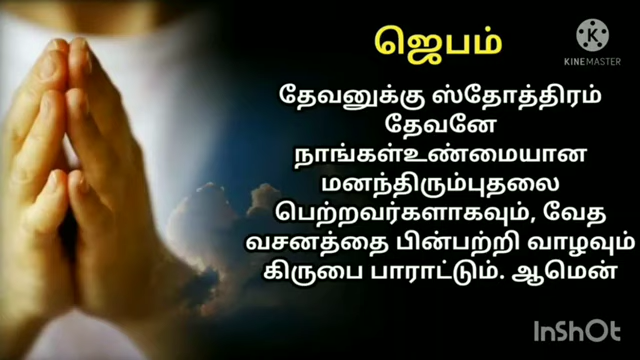 ஜெபம்
KINEMASTER
தேவனுக்கு ஸ்தோத்திரம்
தேவனே
நாங்கள்உண்மையான
மனந்திரும்புதலை
பெற்றவர்களாகவும், வேத
வசனத்தை பின்பற்றி வாழவும்
கிருபை பாராட்டும். ஆமென்
InShOt